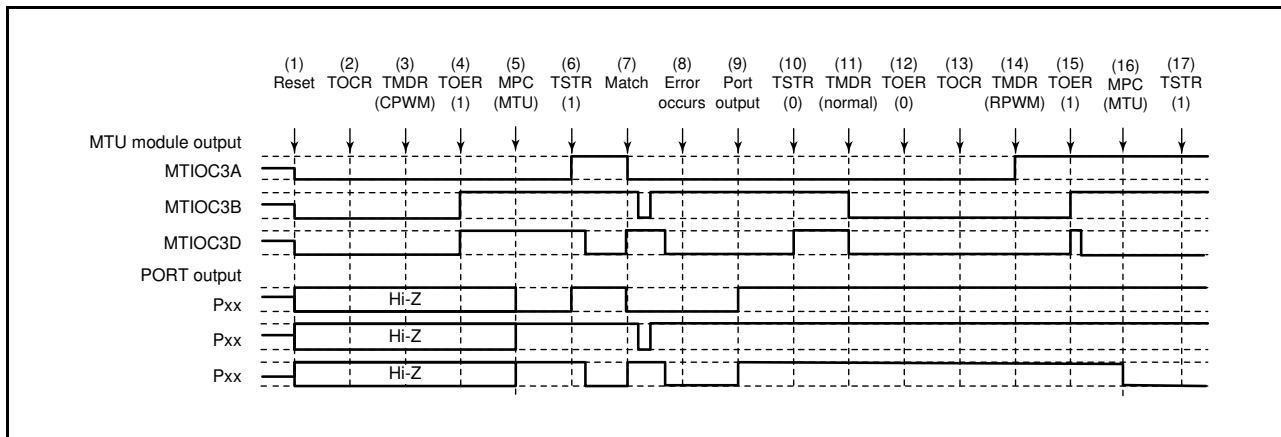 (1) (2) (3) (4) (5) (6) (7) (8) (9) (10) (11) (12) (13) (14) (15) (16) (17)
Reset TOCR TMDR TOER MPC TSTR Match Error Port TSTR TMDR TOER TOCR TMDR TOER MPC TSTR
(CPWM) (1) (MTU) (1) occurs output (0) (normal) (0) (RPWM) (1) (MTU) (1)
MTU module output
MTIOC3A
MTIOC3B
MTIOC3D
PORT output
Pxx Hi-Z
Pxx Hi-Z
Pxx Hi-Z